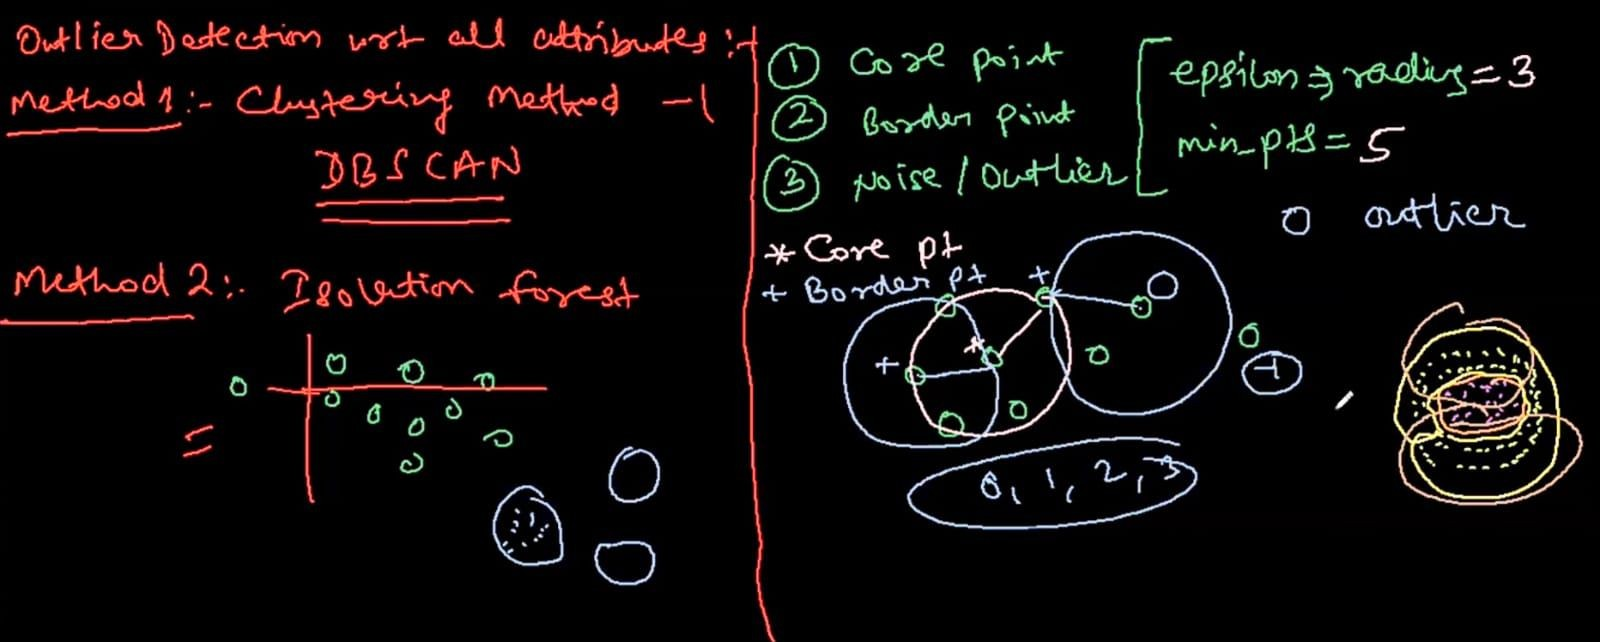 Outlier Detection wrt all attributes :-
Method 1 :- Clustering Method - 1
DBSCAN
Method 2 :- Isolation forest
=
① Core point
② Border point
③ Noise / Outlier
epsilon ⇒ radius = 3
min_pts = 5
O outlier
* Core pt
+ Border pt
+
*
+
-1
0, 1, 2, 3